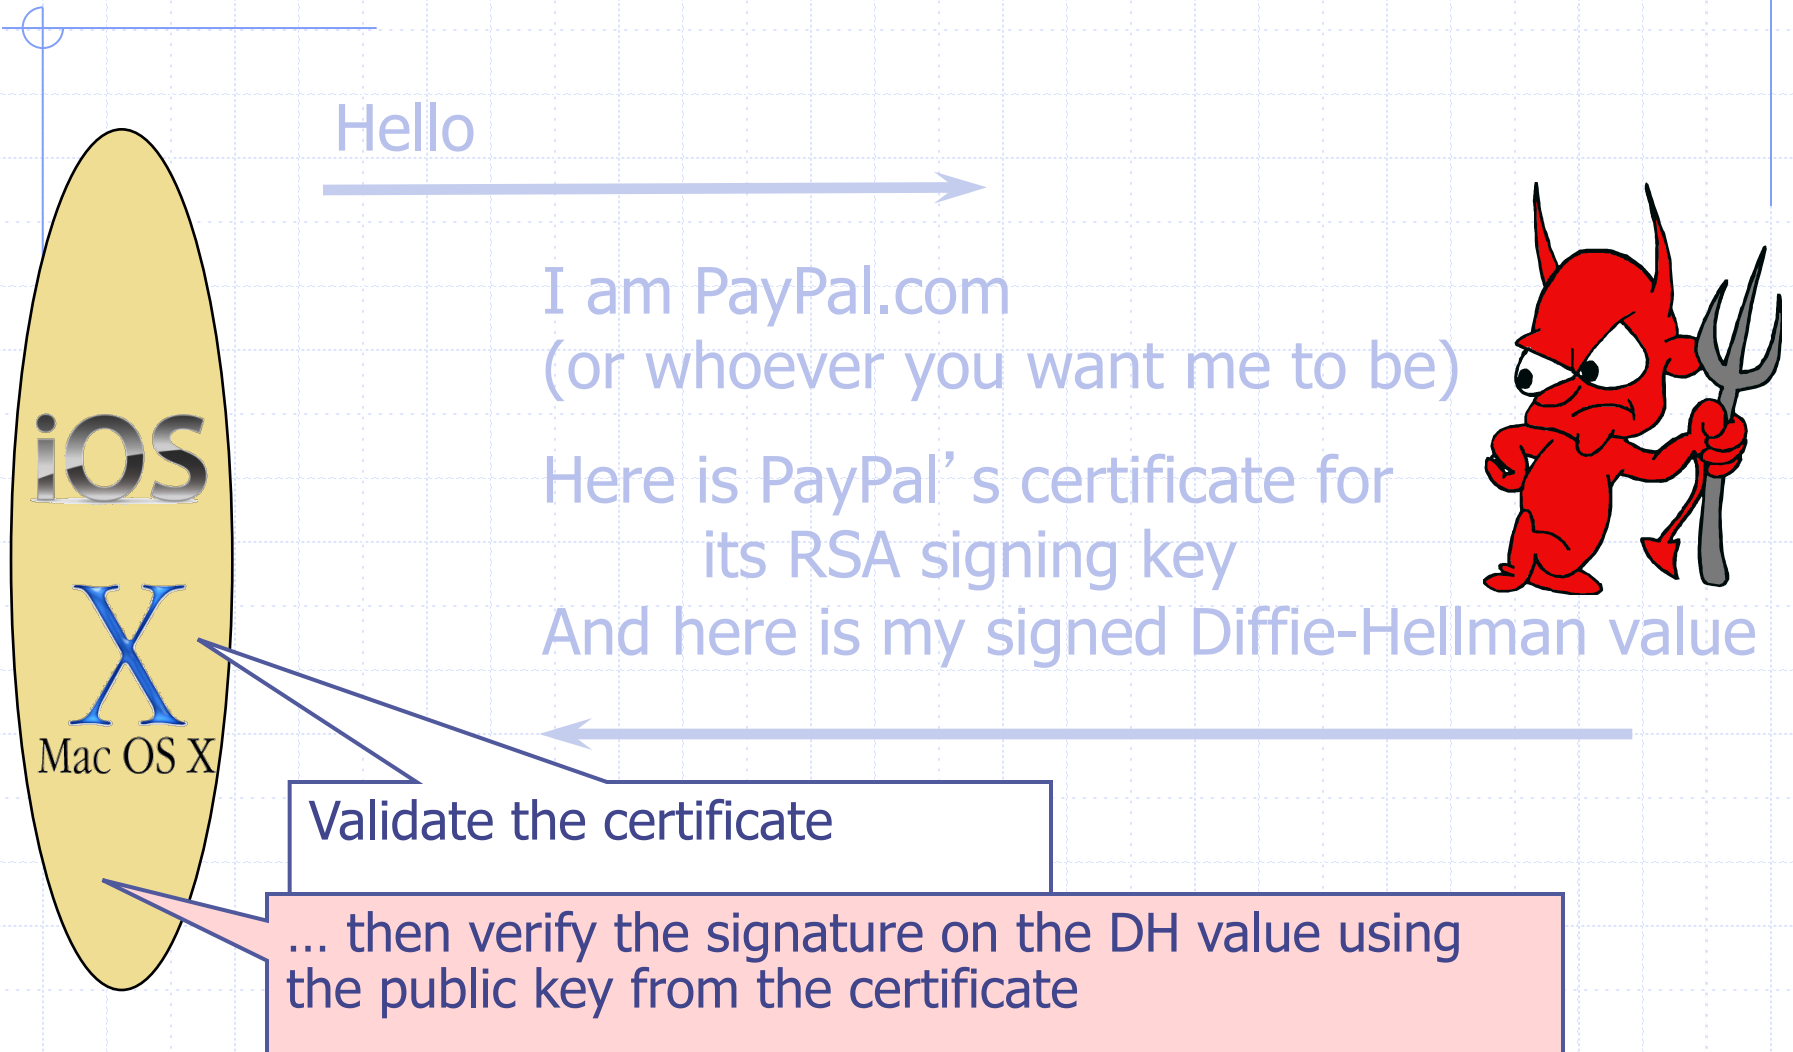 Hello
I am PayPal.com
(or whoever you want me to be)
Here is PayPal’s certificate for
its RSA signing key
And here is my signed Diffie-Hellman value
iOS
X
Mac OS X
Validate the certificate
… then verify the signature on the DH value using
the public key from the certificate